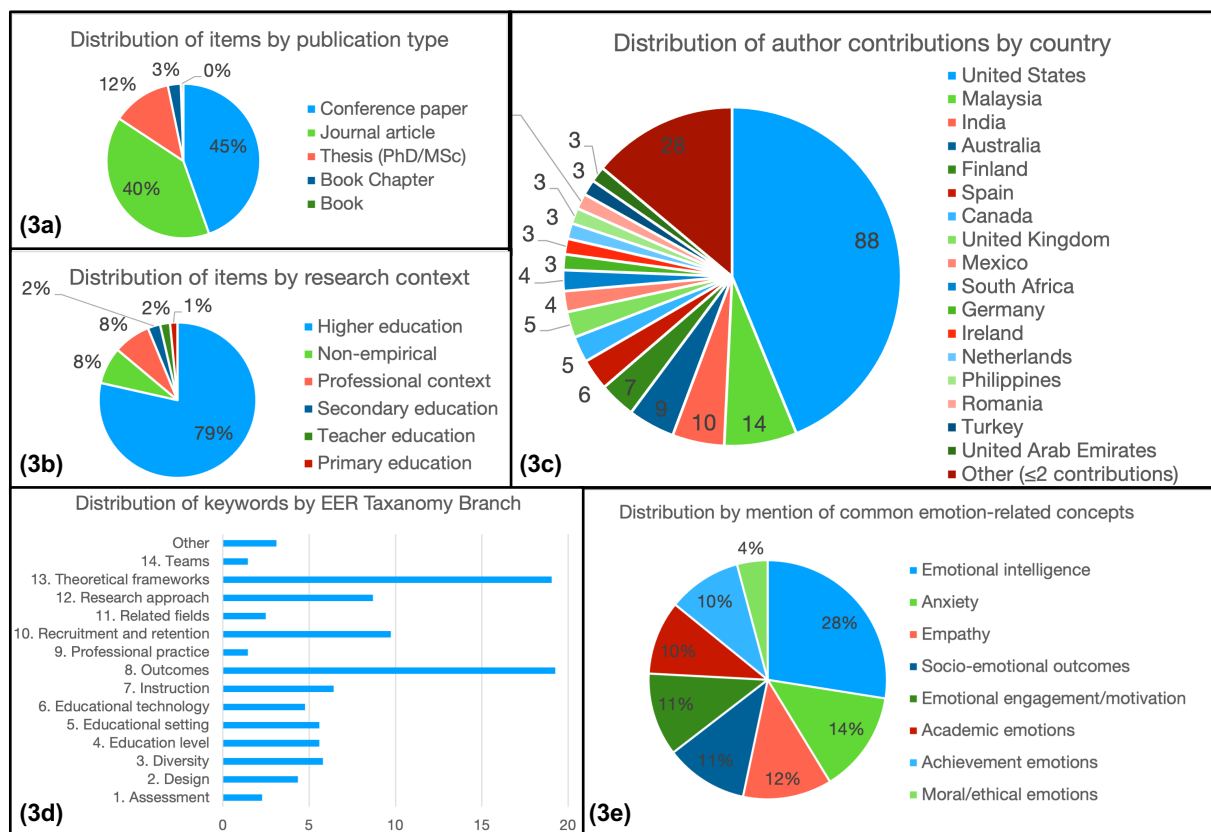 Distribution of items by publication type
3%
0%
12%
45%
40%
Conference paper
Journal article
Thesis (PhD/MSc)
Book Chapter
Book
(3a)
Distribution of items by research context
2%
2%
1%
8%
8%
79%
Higher education
Non-empirical
Professional context
Secondary education
Teacher education
Primary education
(3b)
Distribution of author contributions by country
88
14
10
9
7
6
5
5
4
4
3
3
3
3
3
3
28
United States
Malaysia
India
Australia
Finland
Spain
Canada
United Kingdom
Mexico
South Africa
Germany
Ireland
Netherlands
Philippines
Romania
Turkey
United Arab Emirates
Other (≤2 contributions)
(3c)
Distribution of keywords by EER Taxanomy Branch
Other
14. Teams
13. Theoretical frameworks
12. Research approach
11. Related fields
10. Recruitment and retention
9. Professional practice
8. Outcomes
7. Instruction
6. Educational technology
5. Educational setting
4. Education level
3. Diversity
2. Design
1. Assessment
0 5 10 15 20
(3d)
Distribution by mention of common emotion-related concepts
4%
28%
14%
12%
11%
11%
10%
10%
Emotional intelligence
Anxiety
Empathy
Socio-emotional outcomes
Emotional engagement/motivation
Academic emotions
Achievement emotions
Moral/ethical emotions
(3e)